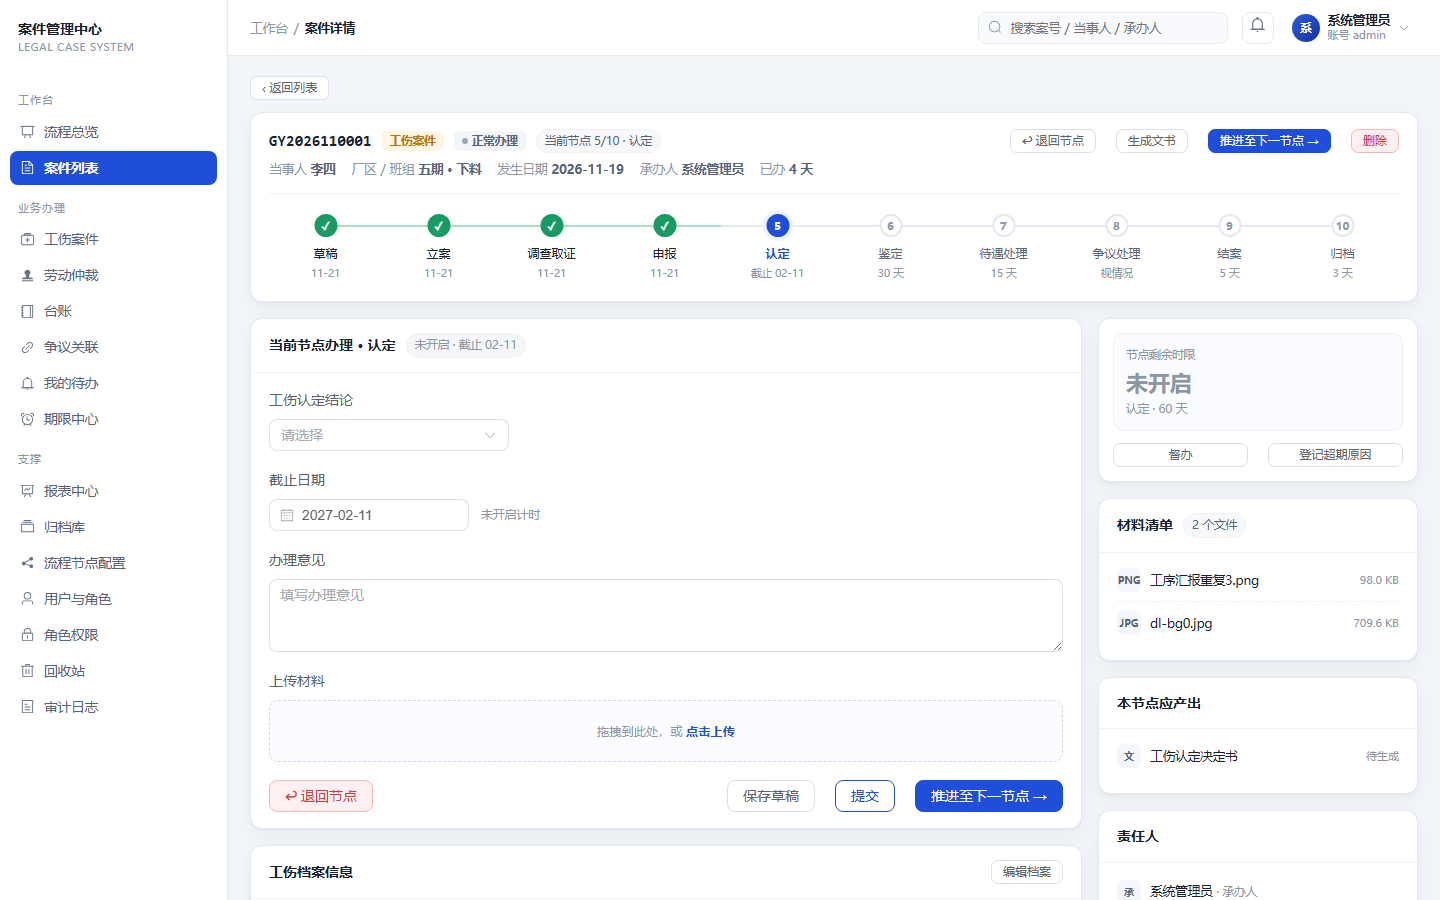 案件管理中心
LEGAL CASE SYSTEM
工作台
流程总览
案件列表
业务办理
工伤案件
劳动仲裁
台账
争议关联
我的待办
期限中心
支撑
报表中心
归档库
流程节点配置
用户与角色
角色权限
回收站
审计日志
工作台 / 案件详情
搜索案号 / 当事人 / 承办人
系
系统管理员
账号 admin
‹ 返回列表
GY2026110001 工伤案件 正常办理 当前节点 5/10 · 认定
↩ 退回节点 生成文书 推进至下一节点 → 删除
当事人 李四 厂区 / 班组 五期 • 下料 发生日期 2026-11-19 承办人 系统管理员 已办 4 天
✓ ✓ ✓ ✓ 5 6 7 8 9 10
草稿 立案 调查取证 申报 认定 鉴定 待遇处理 争议处理 结案 归档
11-21 11-21 11-21 11-21 截止 02-11 30 天 15 天 视情况 5 天 3 天
当前节点办理 • 认定 未开启 · 截止 02-11
工伤认定结论
请选择
截止日期
2027-02-11 未开启计时
办理意见
填写办理意见
上传材料
拖拽到此处，或 点击上传
↩ 退回节点 保存草稿 提交 推进至下一节点 →
工伤档案信息 编辑档案
节点剩余时限
未开启
认定 · 60 天
督办 登记超期原因
材料清单 2 个文件
PNG 工序汇报重复3.png 98.0 KB
JPG dl-bg0.jpg 709.6 KB
本节点应产出
文 工伤认定决定书 待生成
责任人
承 系统管理员 · 承办人